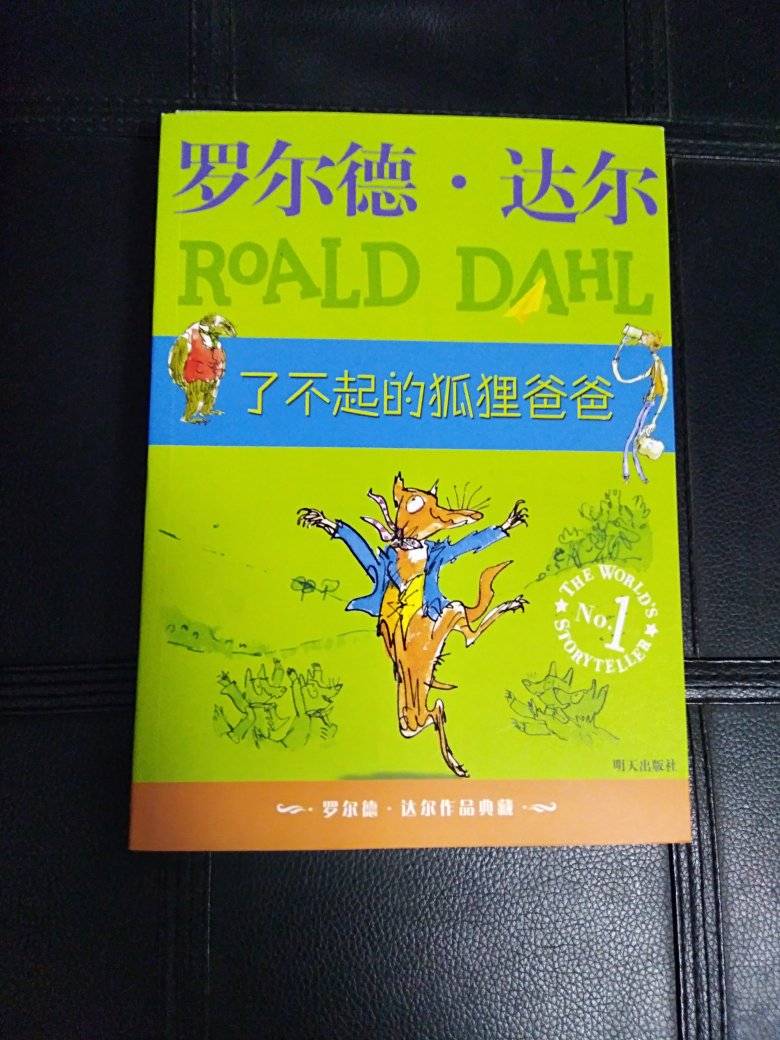 罗尔德·达尔
ROALD DAHL
了不起的狐狸爸爸
THE WORLD'S
No.1
STORYTELLER
明天出版社
·罗尔德·达尔作品典藏·